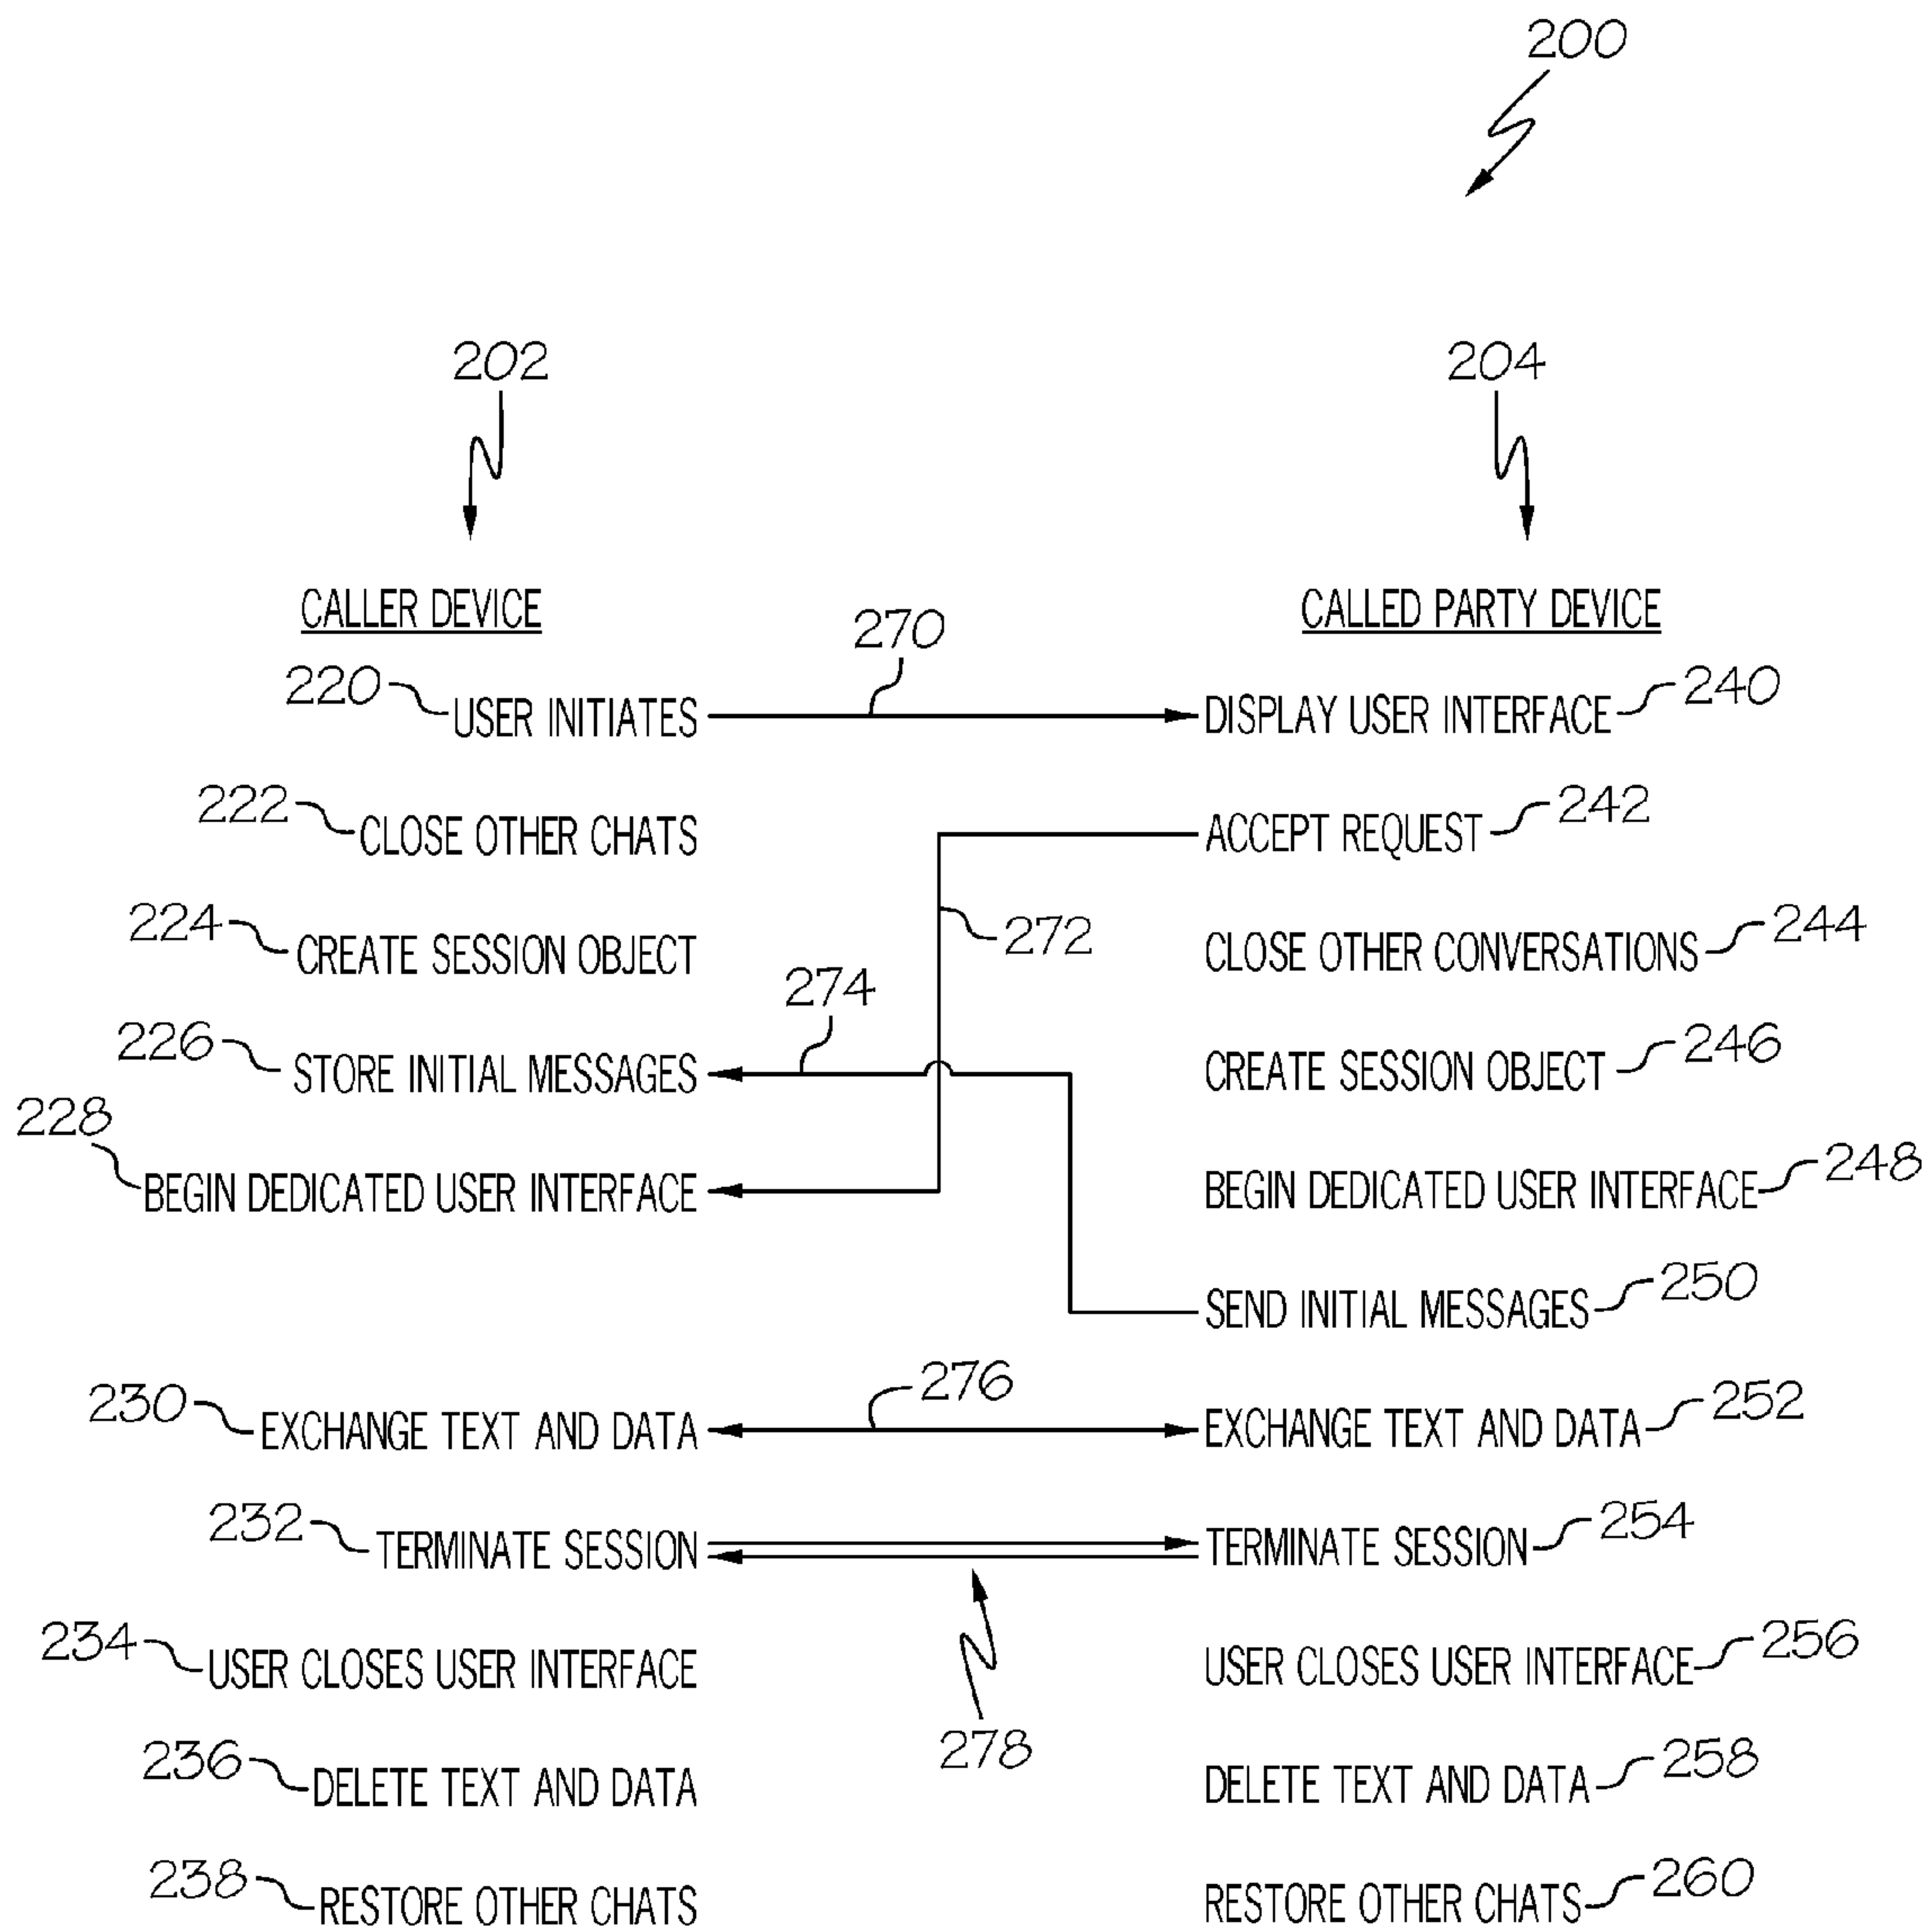 200
202
204
CALLER DEVICE
CALLED PARTY DEVICE
270
220 USER INITIATES
DISPLAY USER INTERFACE 240
222 CLOSE OTHER CHATS
ACCEPT REQUEST 242
272
224 CREATE SESSION OBJECT
CLOSE OTHER CONVERSATIONS 244
274
226 STORE INITIAL MESSAGES
CREATE SESSION OBJECT 246
228 BEGIN DEDICATED USER INTERFACE
BEGIN DEDICATED USER INTERFACE 248
SEND INITIAL MESSAGES 250
276
230 EXCHANGE TEXT AND DATA
EXCHANGE TEXT AND DATA 252
232 TERMINATE SESSION
TERMINATE SESSION 254
234 USER CLOSES USER INTERFACE
USER CLOSES USER INTERFACE 256
278
236 DELETE TEXT AND DATA
DELETE TEXT AND DATA 258
238 RESTORE OTHER CHATS
RESTORE OTHER CHATS 260